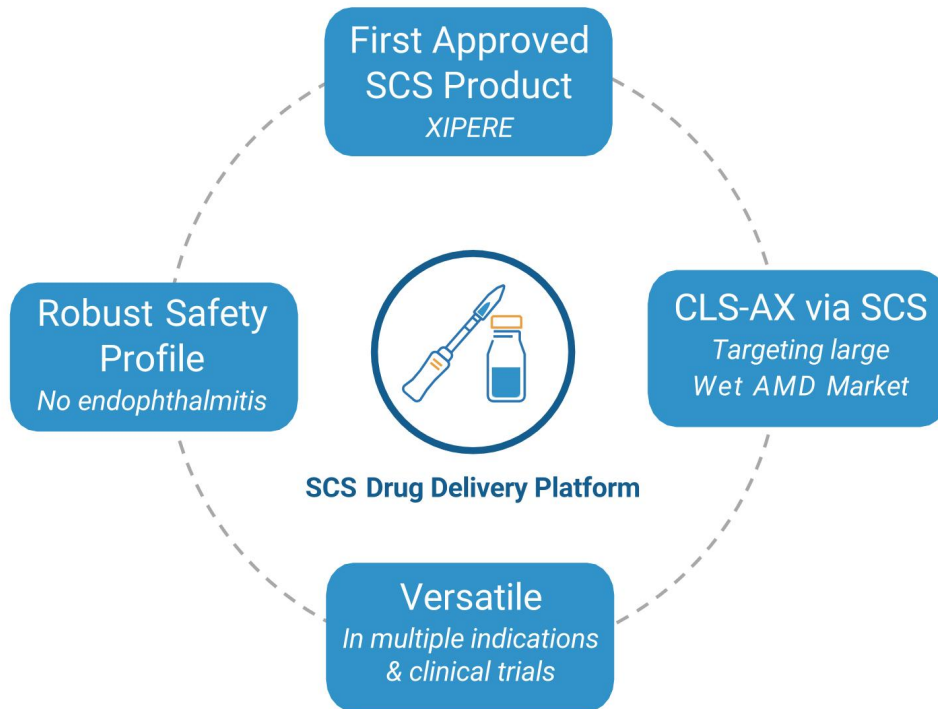 First Approved
SCS Product
XIPERE
Robust Safety
Profile
No endophthalmitis
CLS-AX via SCS
Targeting large
Wet AMD Market
SCS Drug Delivery Platform
Versatile
In multiple indications
& clinical trials